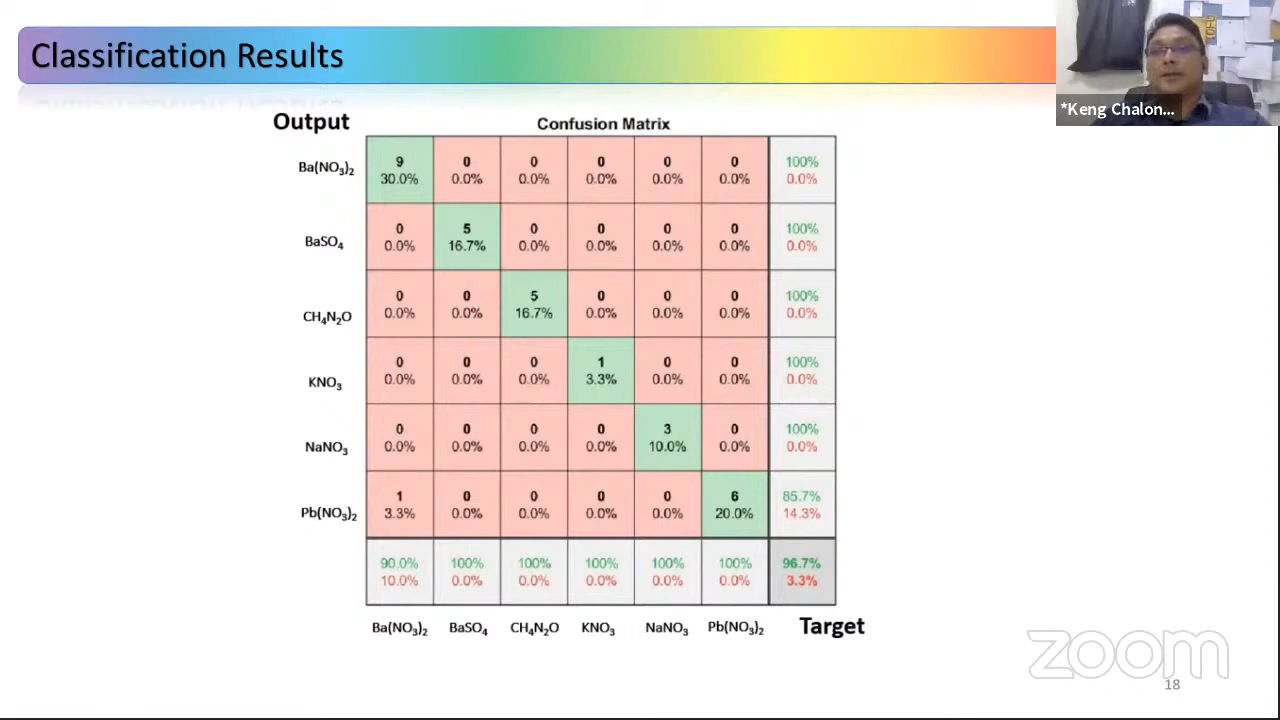 Classification Results
*Keng Chalon...
Output
Confusion Matrix
Ba(NO₃)₂ 9 0 0 0 0 0 100%
30.0% 0.0% 0.0% 0.0% 0.0% 0.0% 0.0%
BaSO₄ 0 5 0 0 0 0 100%
0.0% 16.7% 0.0% 0.0% 0.0% 0.0% 0.0%
CH₄N₂O 0 0 5 0 0 0 100%
0.0% 0.0% 16.7% 0.0% 0.0% 0.0% 0.0%
KNO₃ 0 0 0 1 0 0 100%
0.0% 0.0% 0.0% 3.3% 0.0% 0.0% 0.0%
NaNO₃ 0 0 0 0 3 0 100%
0.0% 0.0% 0.0% 0.0% 10.0% 0.0% 0.0%
Pb(NO₃)₂ 1 0 0 0 0 6 85.7%
3.3% 0.0% 0.0% 0.0% 0.0% 20.0% 14.3%
90.0% 100% 100% 100% 100% 100% 96.7%
10.0% 0.0% 0.0% 0.0% 0.0% 0.0% 3.3%
Ba(NO₃)₂ BaSO₄ CH₄N₂O KNO₃ NaNO₃ Pb(NO₃)₂ Target
zoom
18